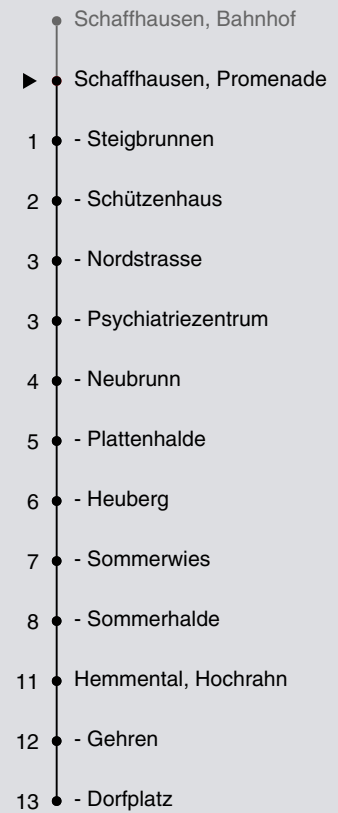 Schaffhausen, Bahnhof
Schaffhausen, Promenade
1 - Steigbrunnen
2 - Schützenhaus
3 - Nordstrasse
3 - Psychiatriezentrum
4 - Neubrunn
5 - Plattenhalde
6 - Heuberg
7 - Sommerwies
8 - Sommerhalde
11 Hemmental, Hochrahn
12 - Gehren
13 - Dorfplatz